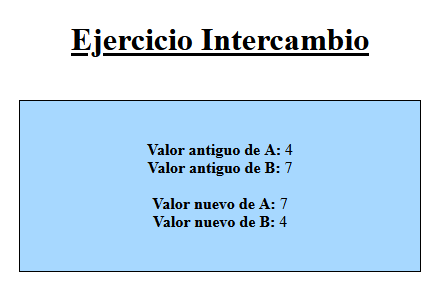 Ejercicio Intercambio
Valor antiguo de A: 4
Valor antiguo de B: 7
Valor nuevo de A: 7
Valor nuevo de B: 4